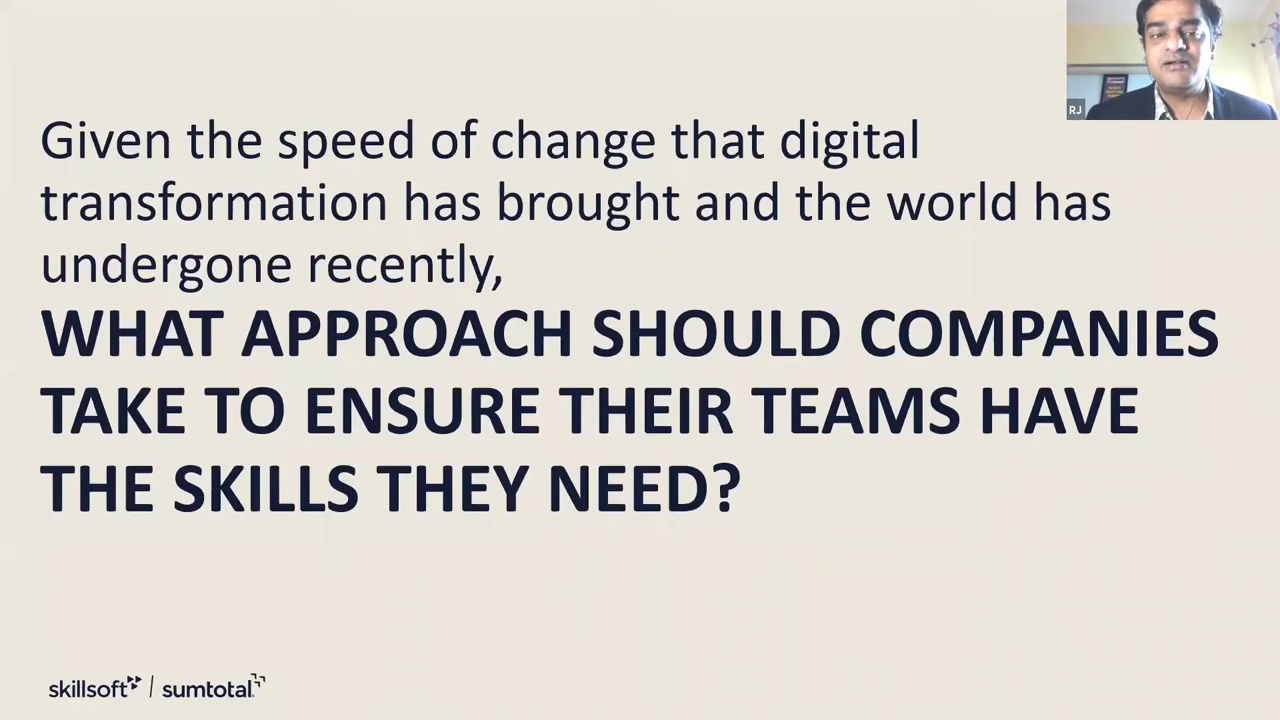 Given the speed of change that digital
transformation has brought and the world has
undergone recently,
WHAT APPROACH SHOULD COMPANIES
TAKE TO ENSURE THEIR TEAMS HAVE
THE SKILLS THEY NEED?
RJ
skillsoft | sumtotal